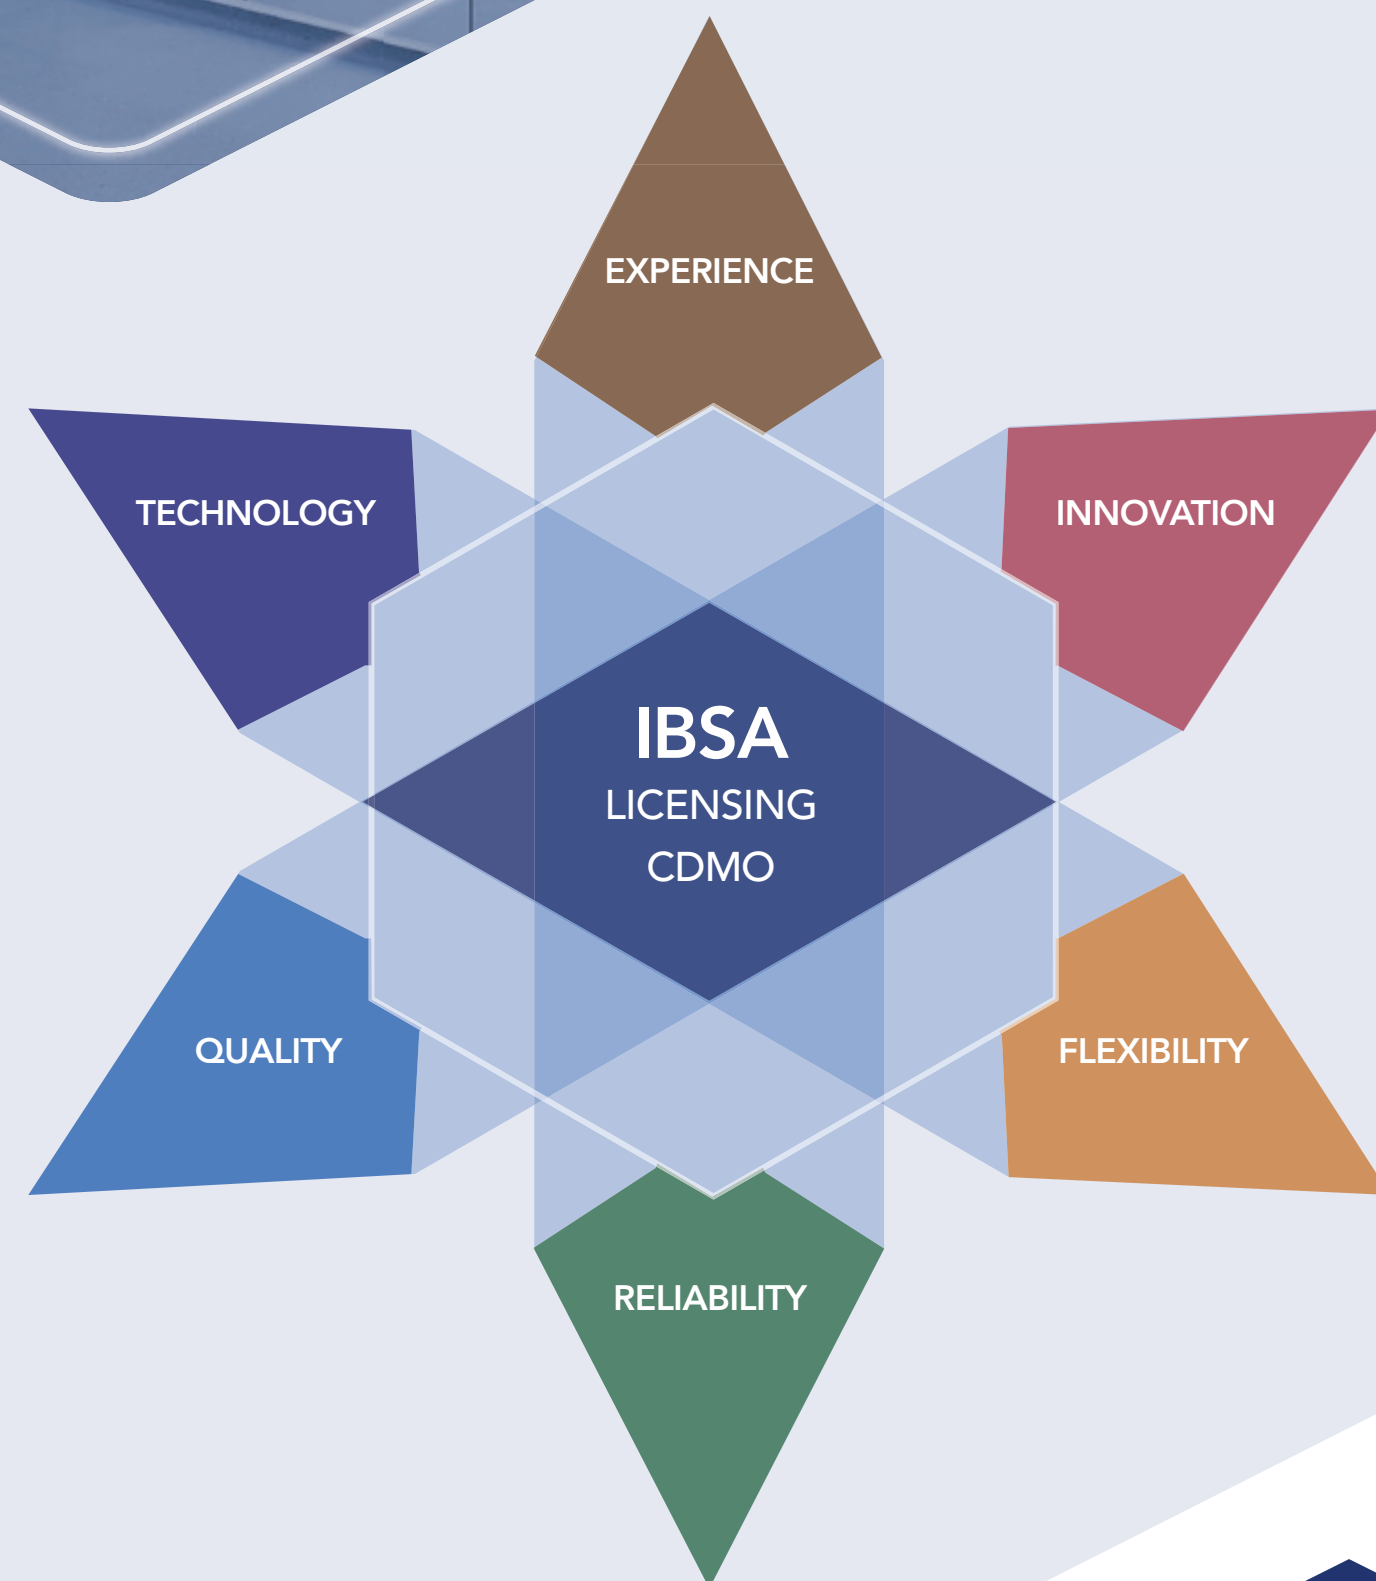 EXPERIENCE
TECHNOLOGY
INNOVATION
IBSA
LICENSING
CDMO
QUALITY
FLEXIBILITY
RELIABILITY